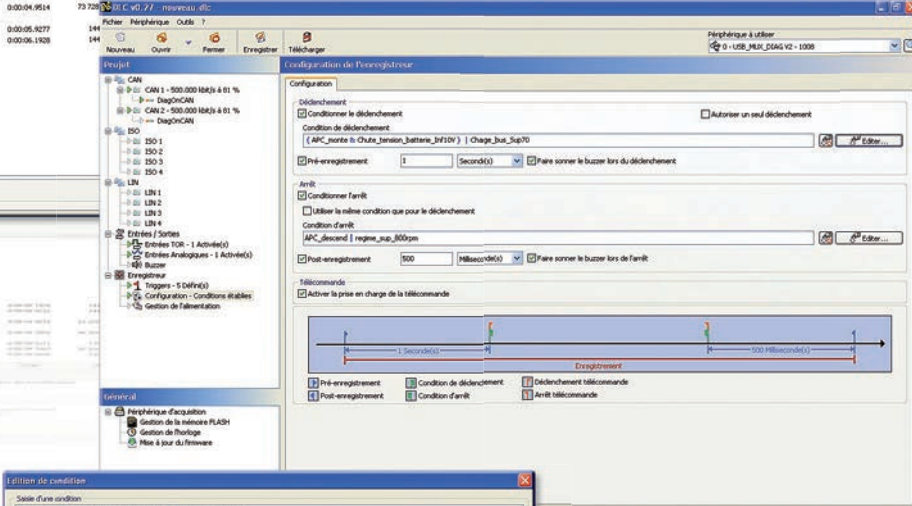 0:00:04.9514 73 728
0:00:05.9277 144
0:00:06.1928 144
DLC v0.27 - nouveau.dlc
Fichier Périphérique Outils ?
Nouveau Ouvrir Fermer Enregistrer Télécharger
Périphérique à utiliser
0 - USB_MUX_DIAG V2 - 1008
Projet
CAN
CAN 1 - 500.000 kbit/s à 81 %
DiagOnCAN
CAN 2 - 500.000 kbit/s à 81 %
DiagOnCAN
ISO
ISO 1
ISO 2
ISO 3
ISO 4
LIN
LIN 1
LIN 2
LIN 3
LIN 4
Entrées / Sorties
Entrées TOR - 1 Activée(s)
Entrées Analogiques - 1 Activée(s)
Buzzer
Enregistreur
Triggers - 5 Défini(s)
Configuration - Conditions établies
Gestion de l'alimentation
Général
Périphérique d'acquisition
Gestion de la mémoire FLASH
Gestion de l'horloge
Mise à jour du firmware
Configuration de l'enregistreur
Configuration
Déclenchement
Conditionner le déclenchement
Autoriser un seul déclenchement
Condition de déclenchement
( APC_monte & Chute_tension_batterie_Inf10V ) | Chage_bus_Sup70
Editer...
Pré-enregistrement 1 Seconde(s) Faire sonner le buzzer lors du déclenchement
Arrêt
Conditionner l'arrêt
Utiliser la même condition que pour le déclenchement
Condition d'arrêt
APC_descend | regime_sup_800rpm
Editer...
Post-enregistrement 500 Milliseconde(s) Faire sonner le buzzer lors de l'arrêt
Télécommande
Activer la prise en charge de la télécommande
1 Seconde(s) 500 Milliseconde(s)
Enregistrement
Pré-enregistrement Condition de déclenchement Déclenchement télécommande
Post-enregistrement Condition d'arrêt Arrêt télécommande
Edition de condition
Saisie d'une condition